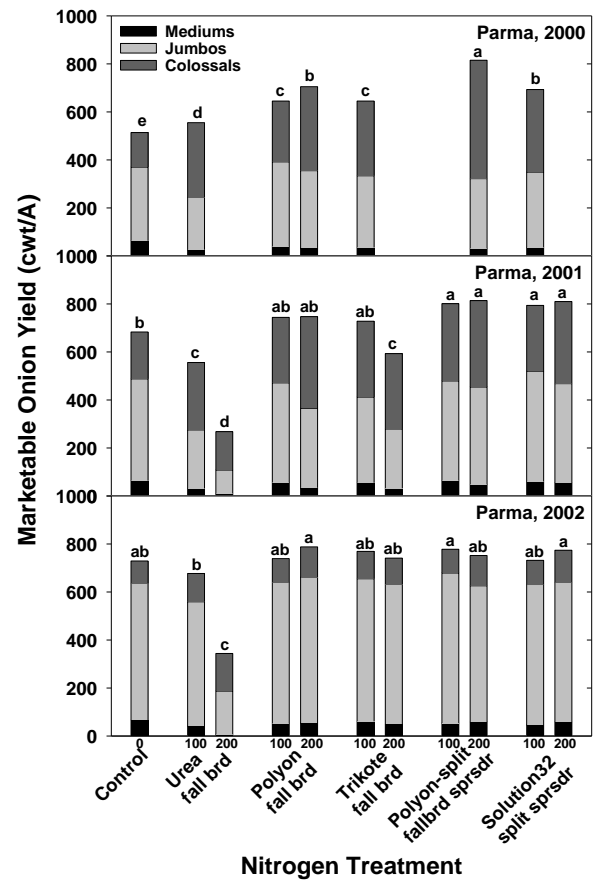 Marketable Onion Yield (cwt/A)
Mediums
Jumbos
Colossals
Parma, 2000
1000
800
600
400
200
e
d
c
b
c
a
b
Parma, 2001
1000
800
600
400
200
b
c
d
ab
ab
ab
c
a
a
a
a
Parma, 2002
1000
800
600
400
200
0
ab
b
c
ab
a
ab
ab
a
ab
ab
a
0
100 200
100 200
100 200
100 200
100 200
Control
Urea
fall brd
Polyon
fall brd
Trikote
fall brd
Polyon-split
fallbrd sprsdr
Solution32
split sprsdr
Nitrogen Treatment